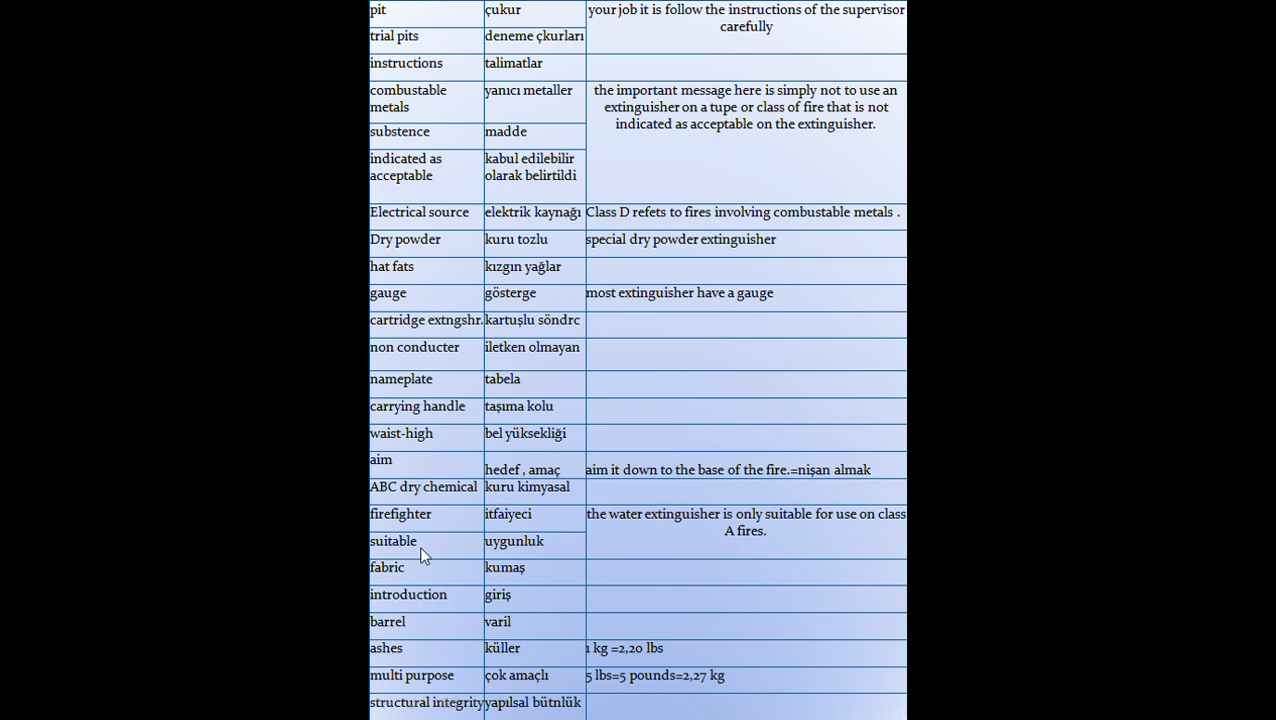 pit çukur your job it is follow the instructions of the supervisor
carefully
trial pits deneme çkurları
instructions talimatlar
combustable yanıcı metaller the important message here is simply not to use an
metals extinguisher on a tupe or class of fire that is not
indicated as acceptable on the extinguisher.
substence madde
indicated as kabul edilebilir
acceptable olarak belirtildi
Electrical source elektrik kaynağı Class D refets to fires involving combustable metals .
Dry powder kuru tozlu special dry powder extinguisher
hat fats kızgın yağlar
gauge gösterge most extinguisher have a gauge
cartridge extngshr. kartuşlu söndrc
non conducter iletken olmayan
nameplate tabela
carrying handle taşıma kolu
waist-high bel yüksekliği
aim hedef , amaç aim it down to the base of the fire.=nişan almak
ABC dry chemical kuru kimyasal
firefighter itfaiyeci the water extinguisher is only suitable for use on class
A fires.
suitable uygunluk
fabric kumaş
introduction giriş
barrel varil
ashes küller 1 kg =2,20 lbs
multi purpose çok amaçlı 5 lbs=5 pounds=2,27 kg
structural integrity yapılsal bütnlük